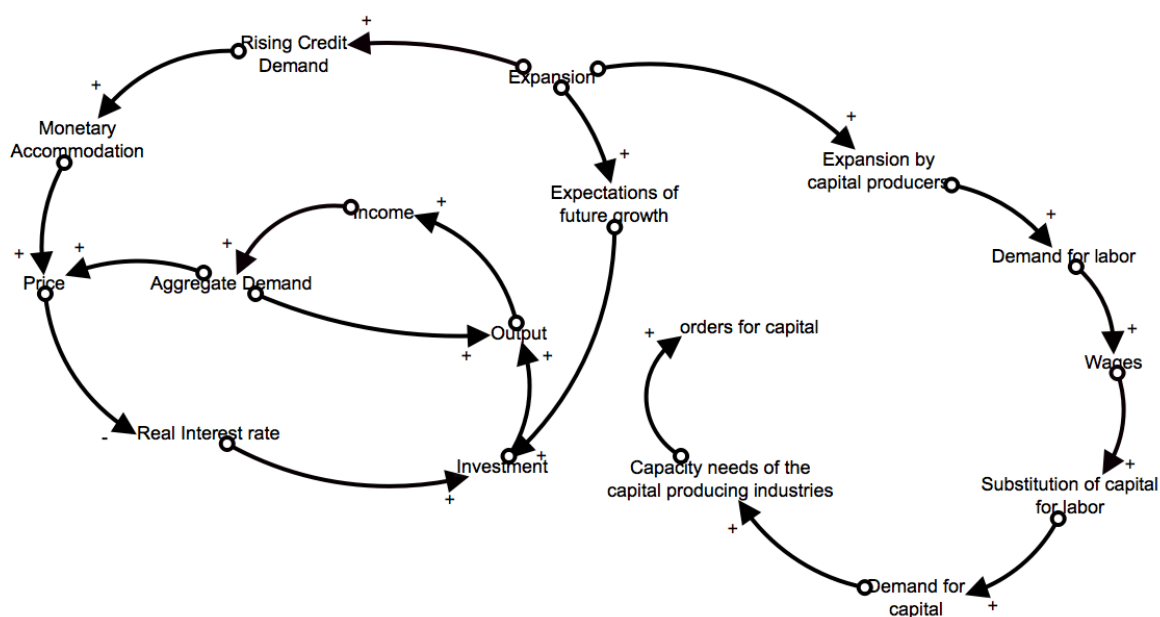 +
Rising Credit
Demand
Expansion
+
Monetary
Accommodation
+
Expansion by
capital producers
+
Expectations of
future growth
+
Income
+
+
Demand for labor
+
+
+
Price
Aggregate Demand
+
orders for capital
+
Output
+
+
Wages
-
Real Interest rate
Investment
+
+
Capacity needs of the
capital producing industries
+
Substitution of capital
for labor
+
Demand for
capital
+